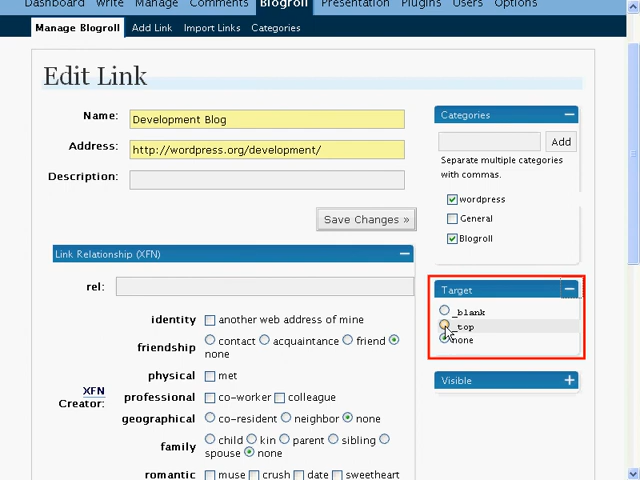 Dashboard Write Manage Comments Blogroll Presentation Plugins Users Options
Manage Blogroll Add Link Import Links Categories
Edit Link
Name: Development Blog
Address: http://wordpress.org/development/
Description:
Save Changes »
Categories
Add
Separate multiple categories
with commas.
wordpress
General
Blogroll
Link Relationship (XFN)
rel:
identity another web address of mine
friendship contact acquaintance friend
none
physical met
XFN
Creator:
professional co-worker colleague
geographical co-resident neighbor none
family child kin parent sibling
spouse none
romantic muse crush date sweetheart
Target
_blank
_top
none
Visible